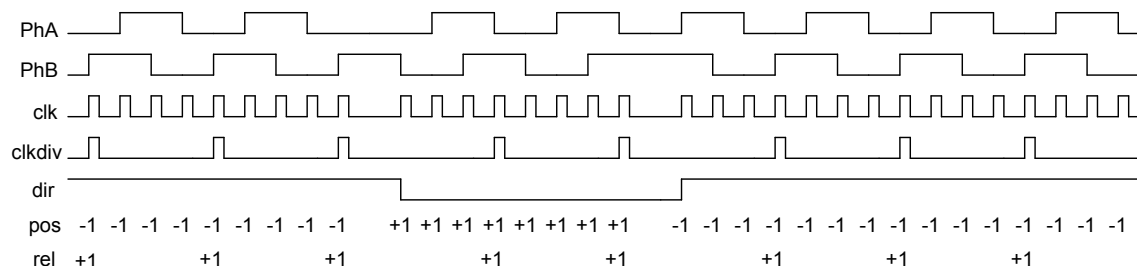 PhA
PhB
clk
clkdiv
dir
pos -1 -1 -1 -1 -1 -1 -1 -1 -1 +1 +1 +1 +1 +1 +1 +1 +1 -1 -1 -1 -1 -1 -1 -1 -1 -1 -1 -1 -1 -1 -1 -1
rel +1 +1 +1 +1 +1 +1 +1 +1